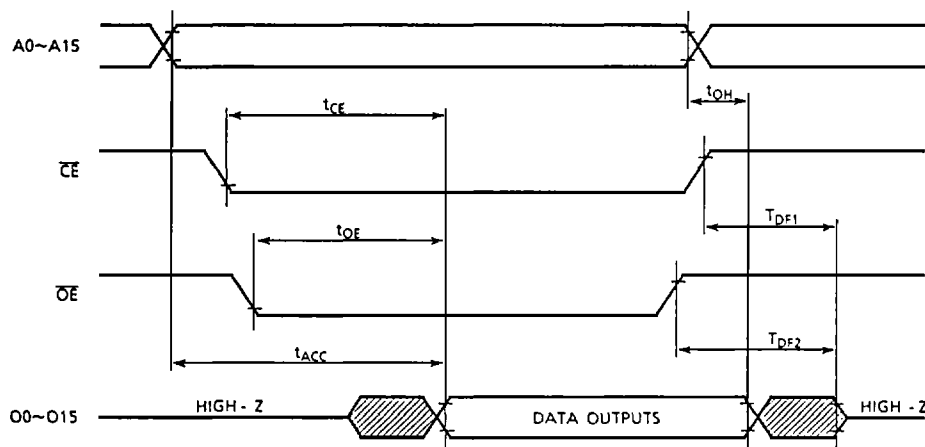 A0~A15
tOH
tCE
CE
TDF1
tOE
OE
TDF2
tACC
O0~O15
HIGH - Z
DATA OUTPUTS
HIGH - Z